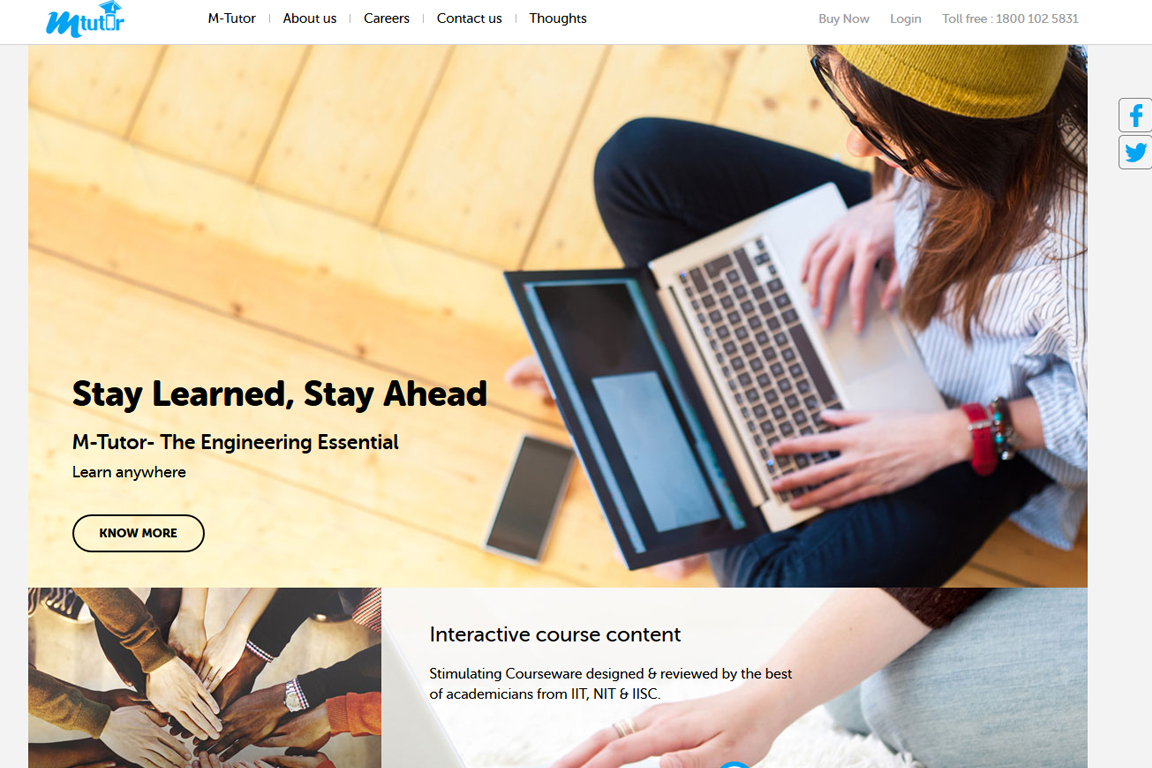 Mtutor
M-Tutor
About us
Careers
Contact us
Thoughts
Buy Now
Login
Toll free : 1800 102 5831
Stay Learned, Stay Ahead
M-Tutor- The Engineering Essential
Learn anywhere
KNOW MORE
Interactive course content
Stimulating Courseware designed & reviewed by the best
of academicians from IIT, NIT & IISC.